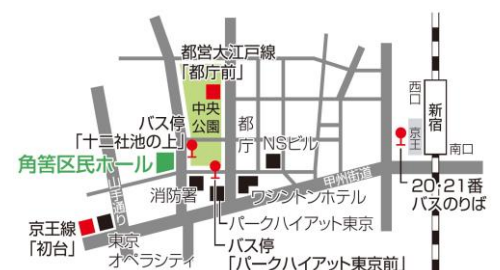 都営大江戸線
「都庁前」
中央
公園
バス停
「十二社池の上」
角筈区民ホール
都庁
NSビル
西口
新宿
京王
南口
甲州街道
20・21番
バスのりば
山手通り
消防署
ワシントンホテル
パークハイアット東京
バス停
「パークハイアット東京前」
京王線
「初台」
東京
オペラシティ